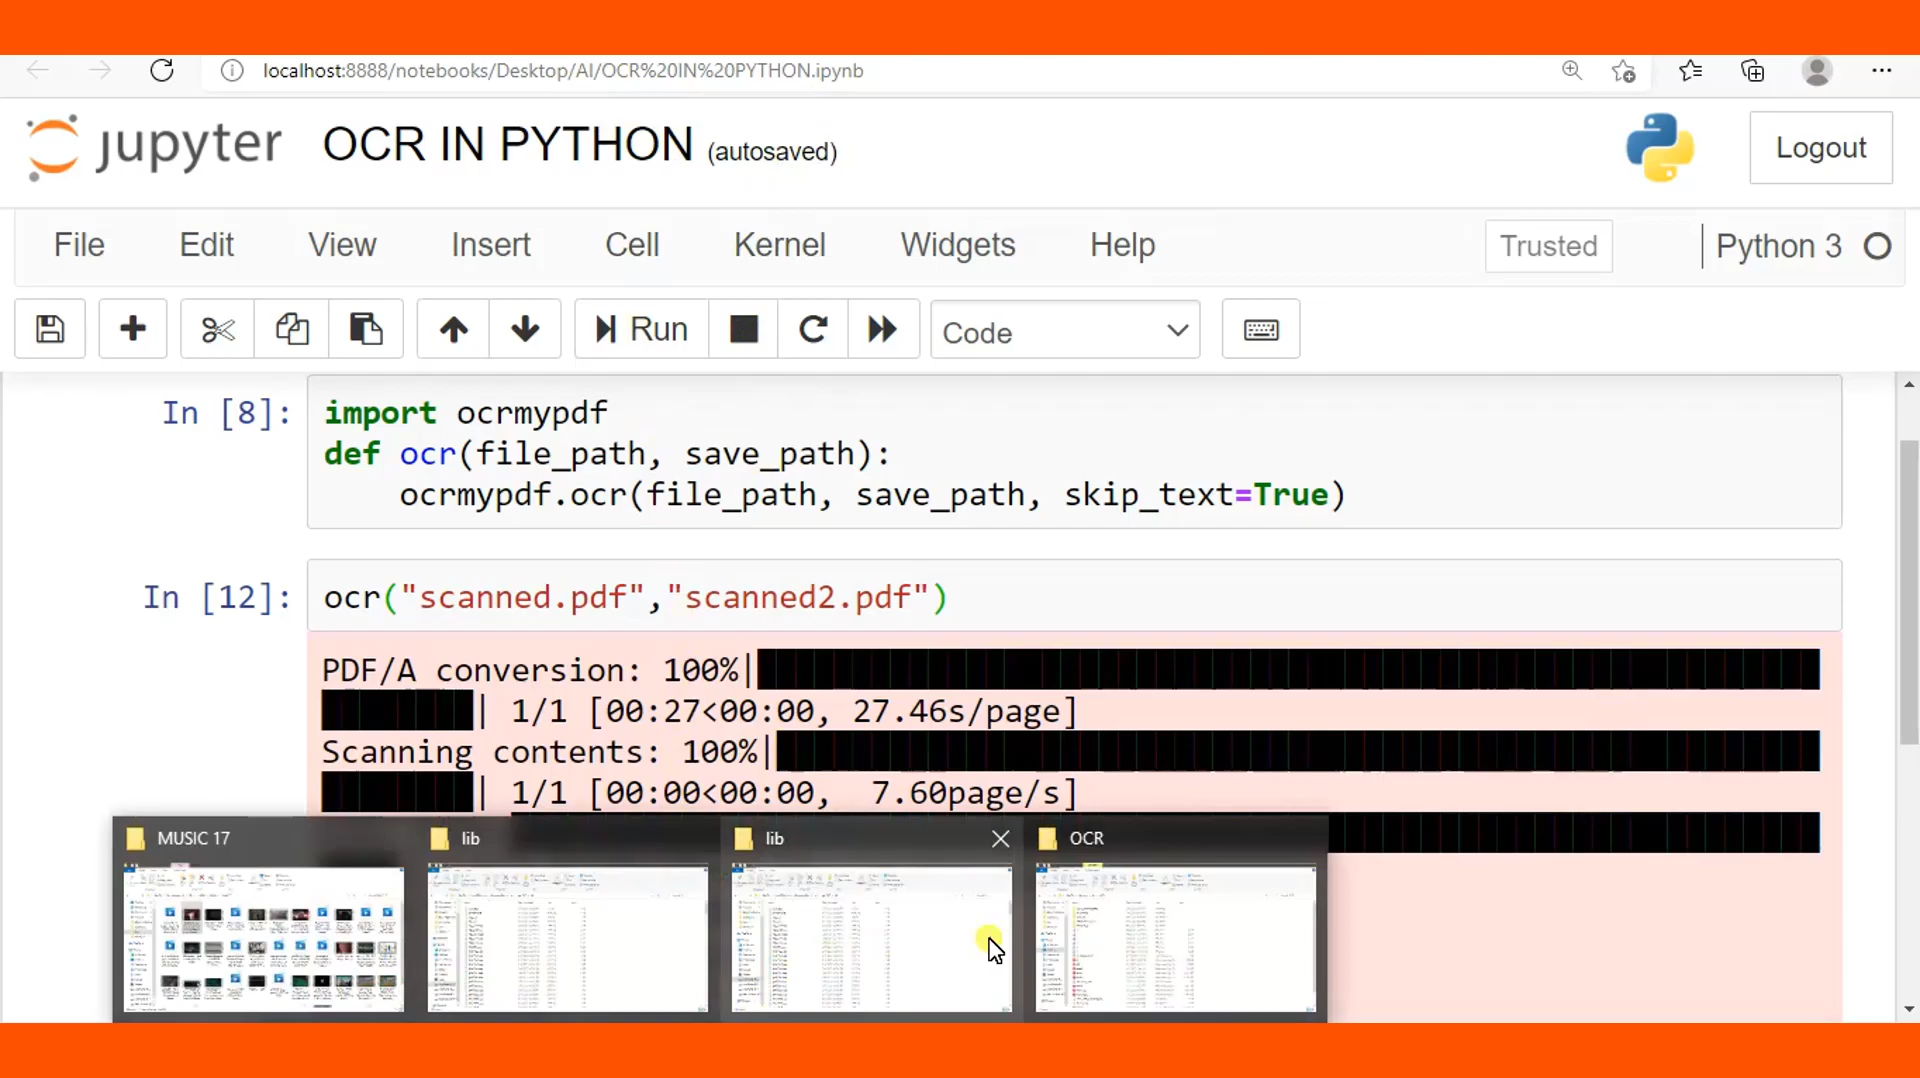 localhost:8888/notebooks/Desktop/AI/OCR%20IN%20PYTHON.ipynb
jupyter OCR IN PYTHON (autosaved)
Logout
File Edit View Insert Cell Kernel Widgets Help
Trusted
Python 3
Run
Code
In [8]:
import ocrmypdf
def ocr(file_path, save_path):
    ocrmypdf.ocr(file_path, save_path, skip_text=True)
In [12]:
ocr("scanned.pdf","scanned2.pdf")
PDF/A conversion: 100%|
| 1/1 [00:27<00:00, 27.46s/page]
Scanning contents: 100%|
| 1/1 [00:00<00:00,  7.60page/s]
MUSIC 17
lib
lib
OCR